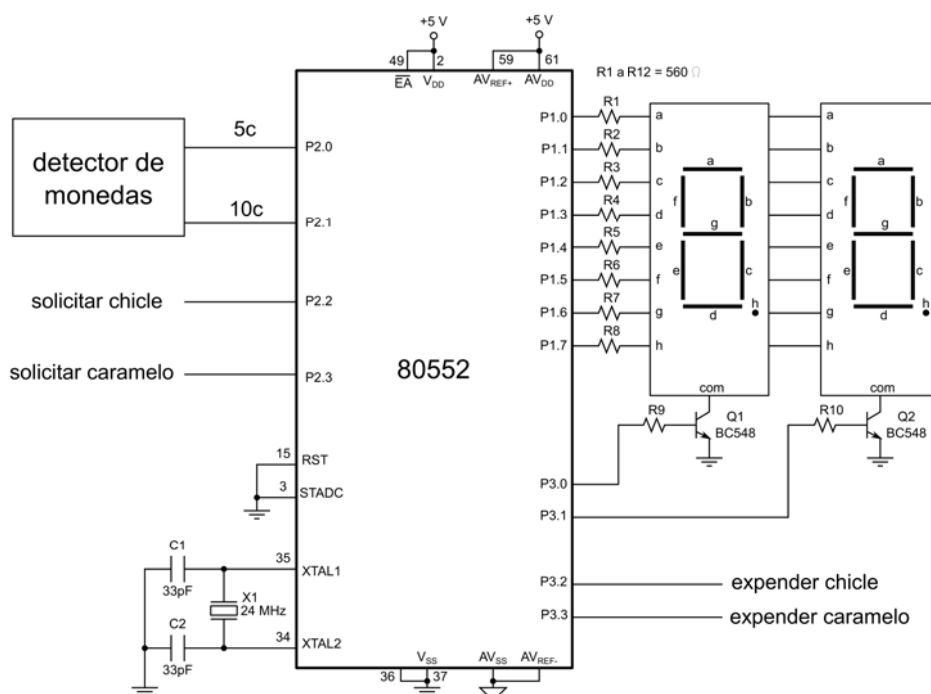 +5 V
+5 V
49
2
59
61
EA
VDD
AVREF+
AVDD
R1 a R12 = 560 Ω
detector de
monedas
5c
10c
P2.0
P2.1
solicitar chicle
P2.2
solicitar caramelo
P2.3
80552
15
RST
3
STADC
C1
33pF
35
XTAL1
X1
24 MHz
C2
33pF
34
XTAL2
VSS
AVSS
AVREF-
36
37
P1.0
R1
a
P1.1
R2
b
P1.2
R3
c
P1.3
R4
d
P1.4
R5
e
P1.5
R6
f
P1.6
R7
g
P1.7
R8
h
a
f
b
g
e
c
d
h
com
a
b
c
d
e
f
g
h
a
f
b
g
e
c
d
h
com
R9
Q1
BC548
R10
Q2
BC548
P3.0
P3.1
P3.2
expender chicle
P3.3
expender caramelo